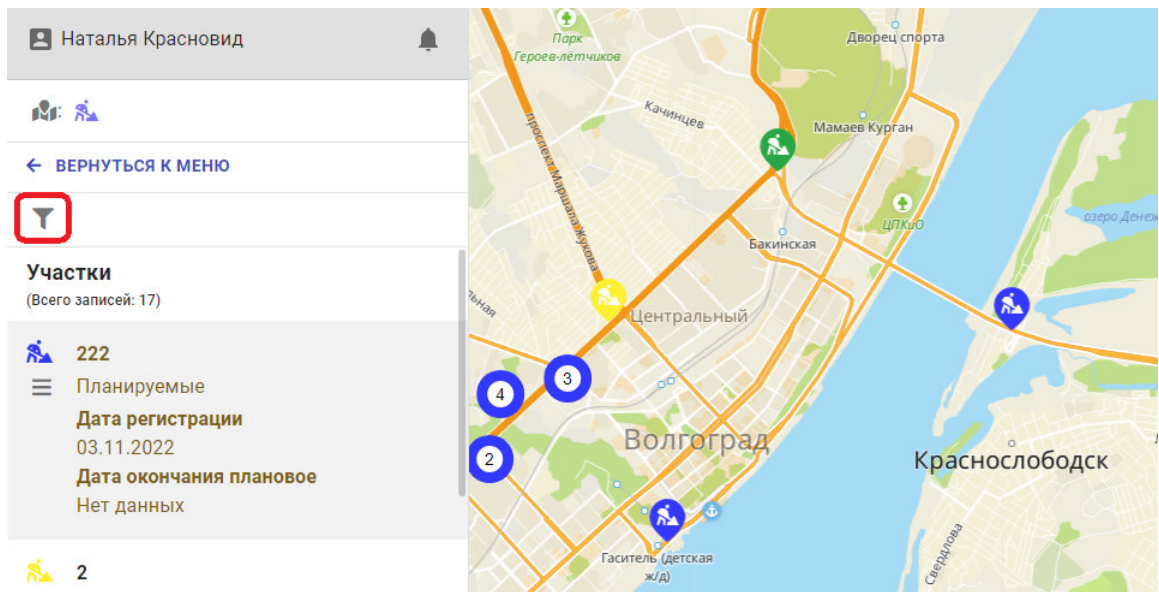 Наталья Красновид
:
ВЕРНУТЬСЯ К МЕНЮ
Участки
(Всего записей: 17)
222
Планируемые
Дата регистрации
03.11.2022
Дата окончания плановое
Нет данных
2
Парк
Героев-лётчиков
Дворец спорта
Качинцев
Мамаев Курган
проспект Маршала Жукова
ЦПКиО
озеро Денеж
Бакинская
льная
Центральный
3
4
2
Волгоград
Краснослободск
Гаситель (детская
ж/д)
Свердлова